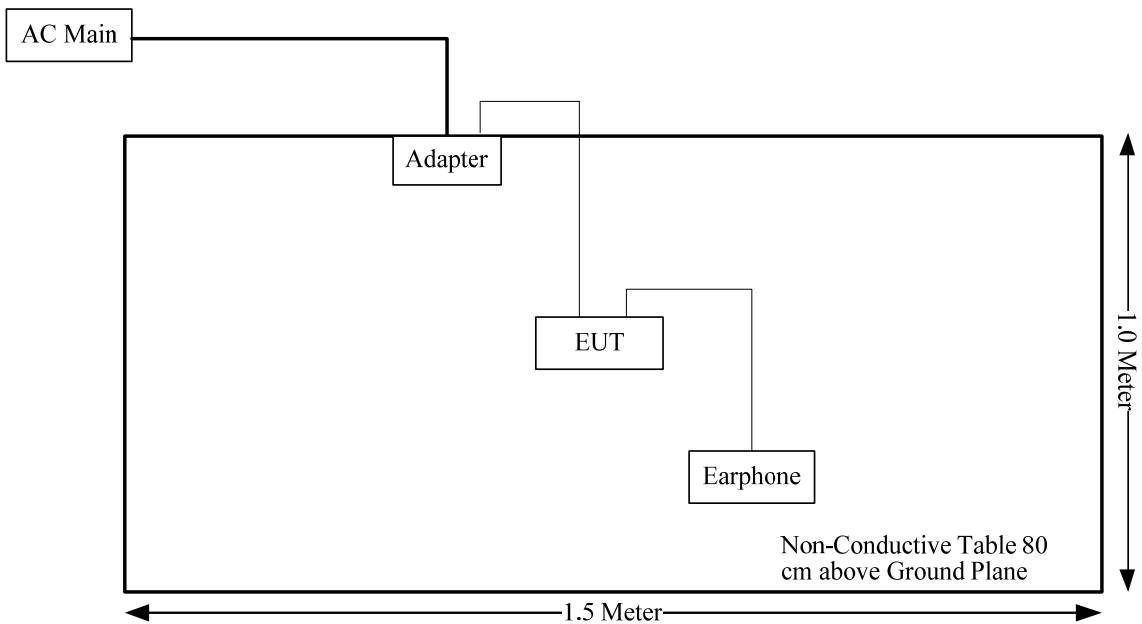 AC Main
Adapter
EUT
1.0 Meter
Earphone
Non-Conductive Table 80
cm above Ground Plane
1.5 Meter